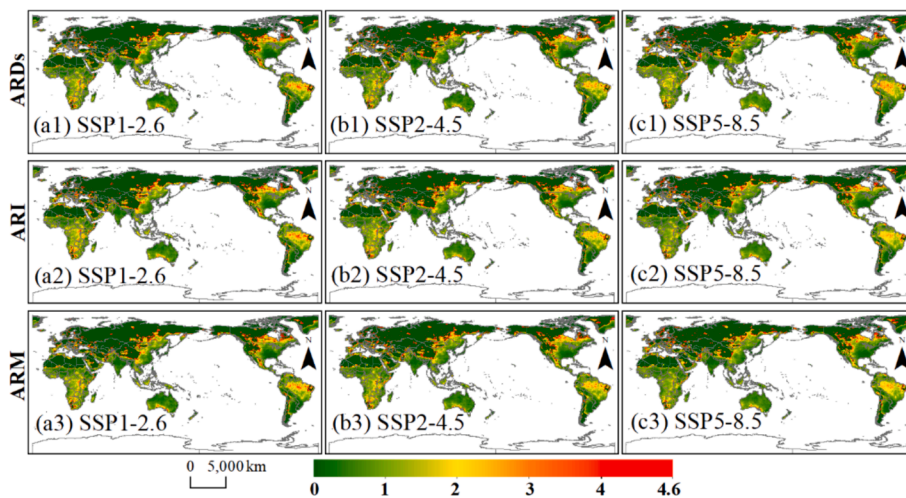 ARDs
(a1) SSP1-2.6
N
(b1) SSP2-4.5
N
(c1) SSP5-8.5
N
ARI
(a2) SSP1-2.6
N
(b2) SSP2-4.5
N
(c2) SSP5-8.5
N
ARM
(a3) SSP1-2.6
N
(b3) SSP2-4.5
N
(c3) SSP5-8.5
N
0 5,000 km
0 1 2 3 4 4.6